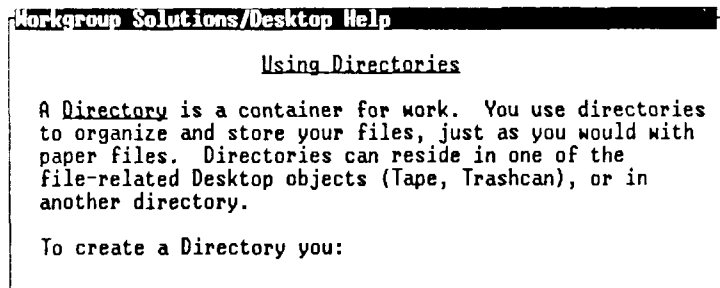 Workgroup Solutions/Desktop Help
Using Directories
A Directory is a container for work. You use directories
to organize and store your files, just as you would with
paper files. Directories can reside in one of the
file-related Desktop objects (Tape, Trashcan), or in
another directory.
To create a Directory you: